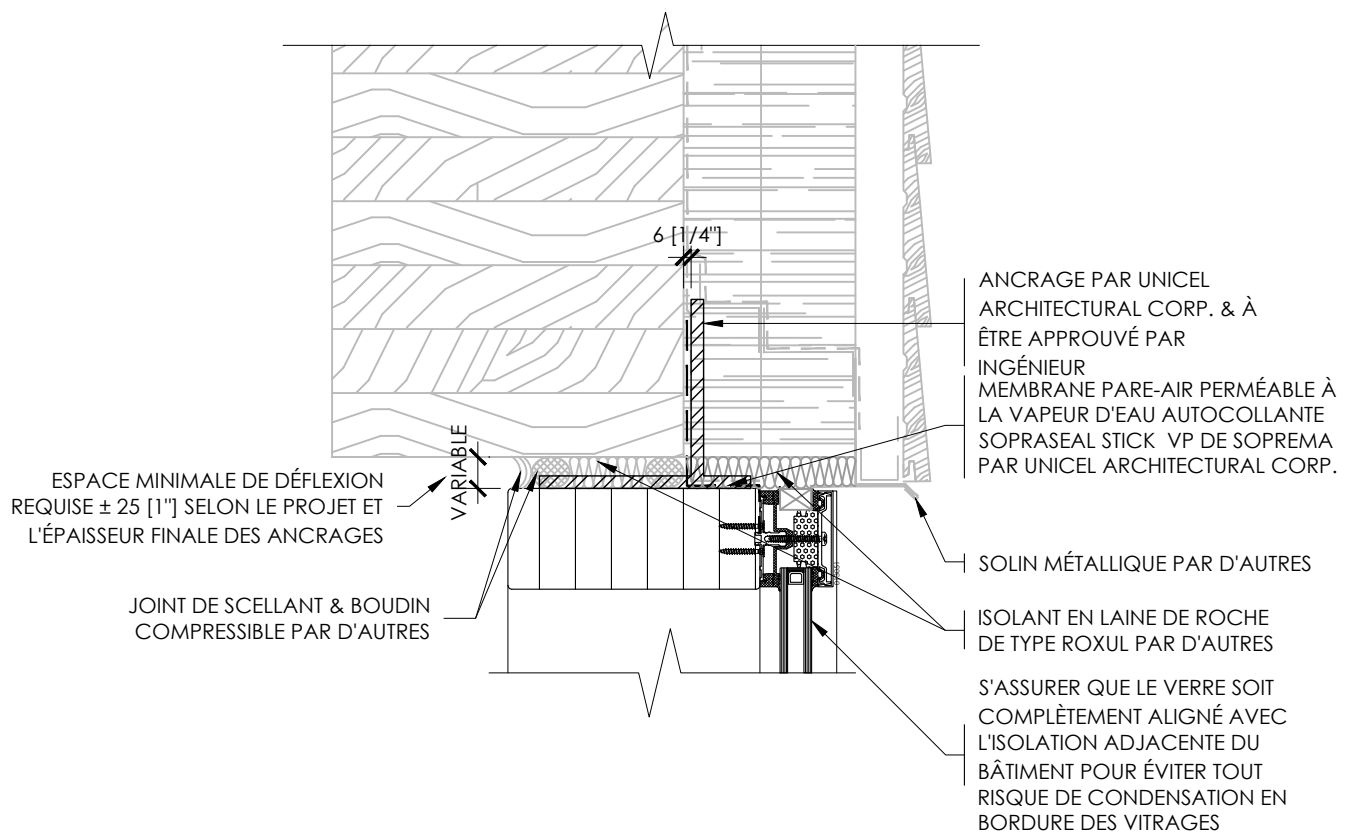 6 [1/4"]
ANCRAGE PAR UNICEL
ARCHITECTURAL CORP. & À
ÊTRE APPROUVÉ PAR
INGÉNIEUR
MEMBRANE PARE-AIR PERMÉABLE À
LA VAPEUR D'EAU AUTOCOLLANTE
SOPRASEAL STICK VP DE SOPREMA
PAR UNICEL ARCHITECTURAL CORP.
VARIABLE
ESPACE MINIMALE DE DÉFLEXION
REQUISE ± 25 [1"] SELON LE PROJET ET
L'ÉPAISSEUR FINALE DES ANCRAGES
JOINT DE SCELLANT & BOUDIN
COMPRESSIBLE PAR D'AUTRES
SOLIN MÉTALLIQUE PAR D'AUTRES
ISOLANT EN LAINE DE ROCHE
DE TYPE ROXUL PAR D'AUTRES
S'ASSURER QUE LE VERRE SOIT
COMPLÈTEMENT ALIGNÉ AVEC
L'ISOLATION ADJACENTE DU
BÂTIMENT POUR ÉVITER TOUT
RISQUE DE CONDENSATION EN
BORDURE DES VITRAGES